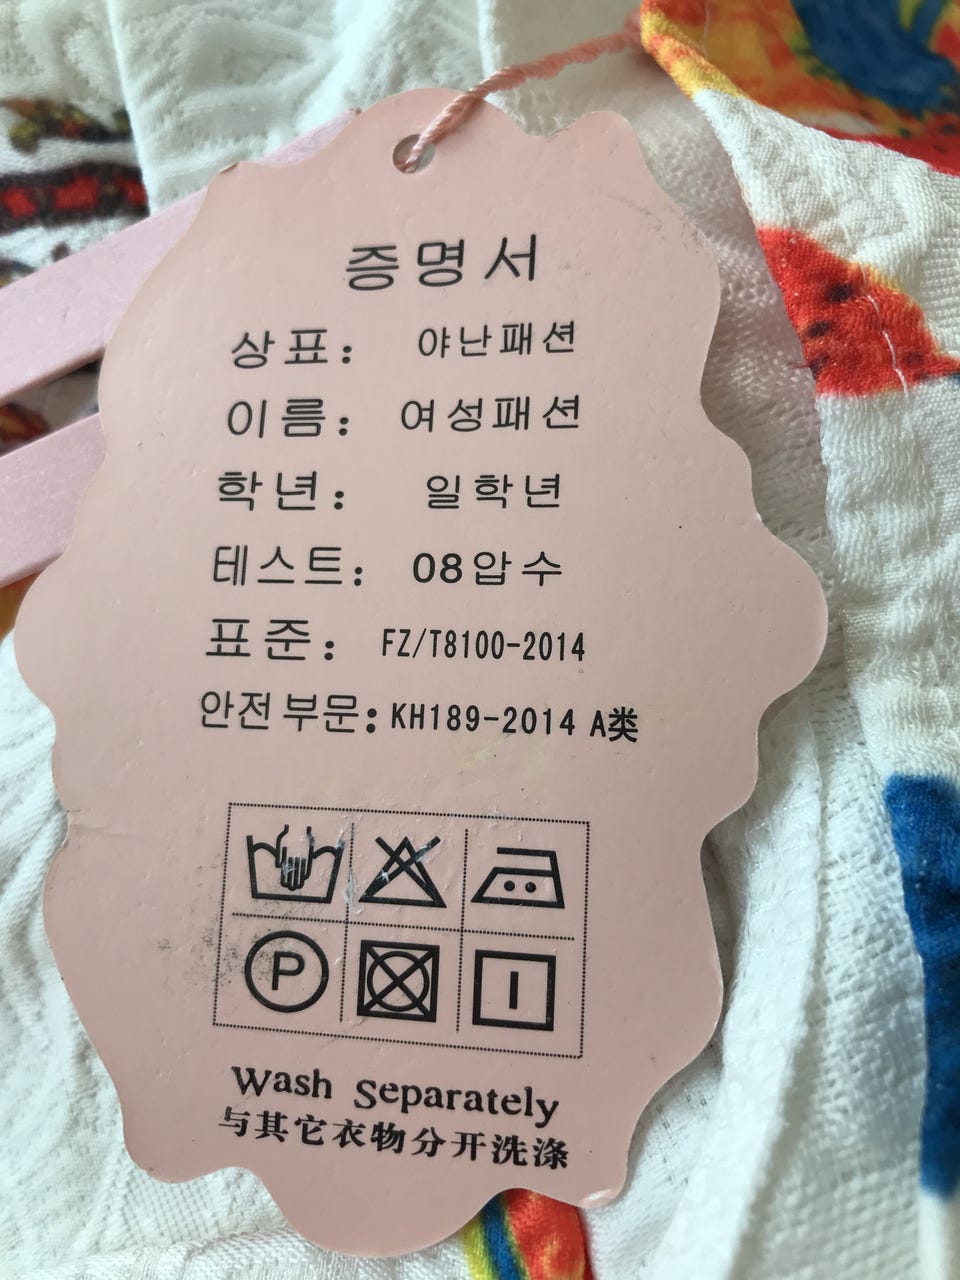 증명서
상표: 야난패션
이름: 여성패션
학년: 일학년
테스트: 08압수
표준: FZ/T8100-2014
안전부문: KH189-2014 A类
P
Wash Separately
与其它衣物分开洗涤